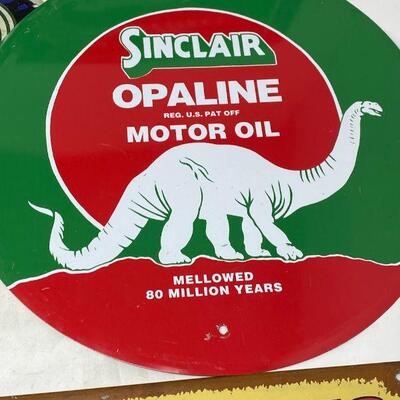 SINCLAIR
OPALINE
REG. U.S. PAT OFF
MOTOR OIL
MELLOWED
80 MILLION YEARS